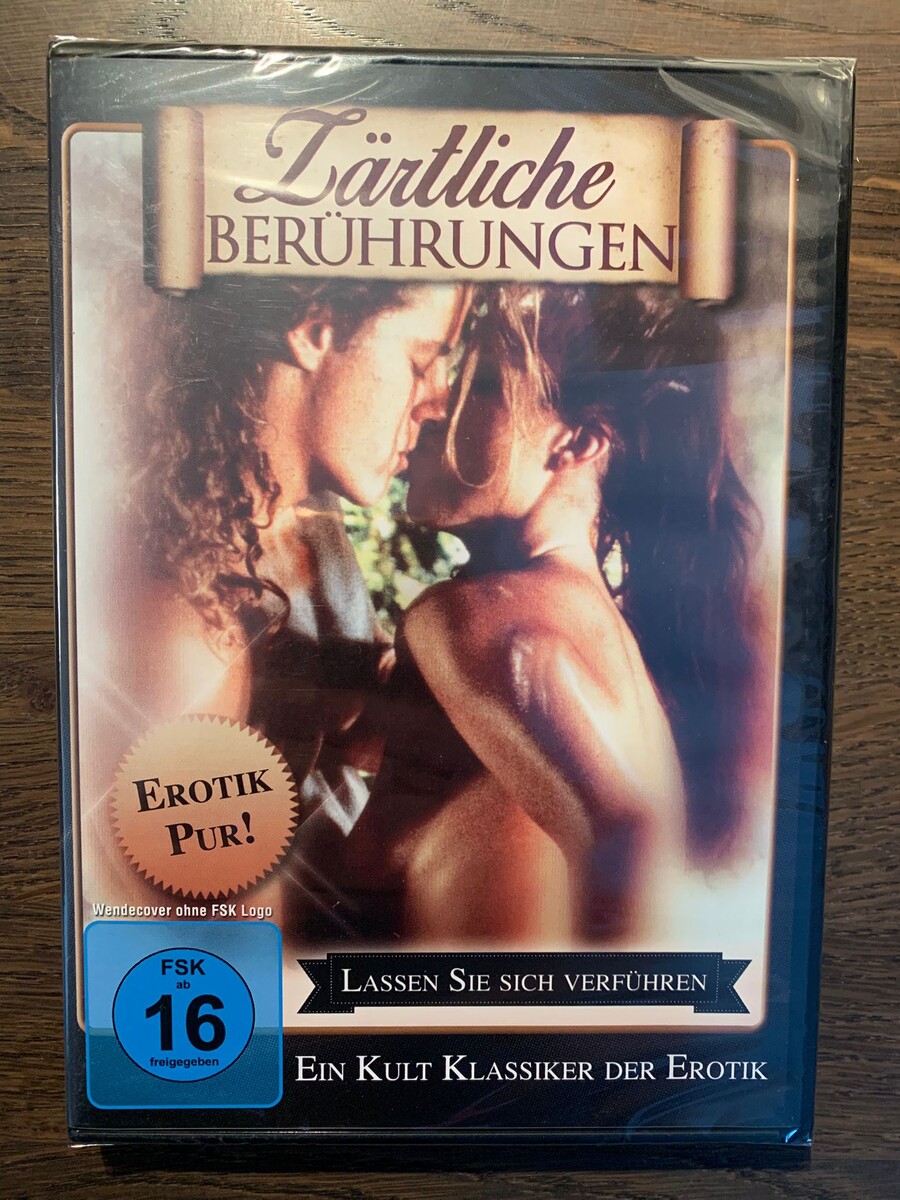 Zärtliche
BERÜHRUNGEN
EROTIK
PUR!
Wendecover ohne FSK Logo
FSK
ab
16
freigegeben
LASSEN SIE SICH VERFÜHREN
EIN KULT KLASSIKER DER EROTIK